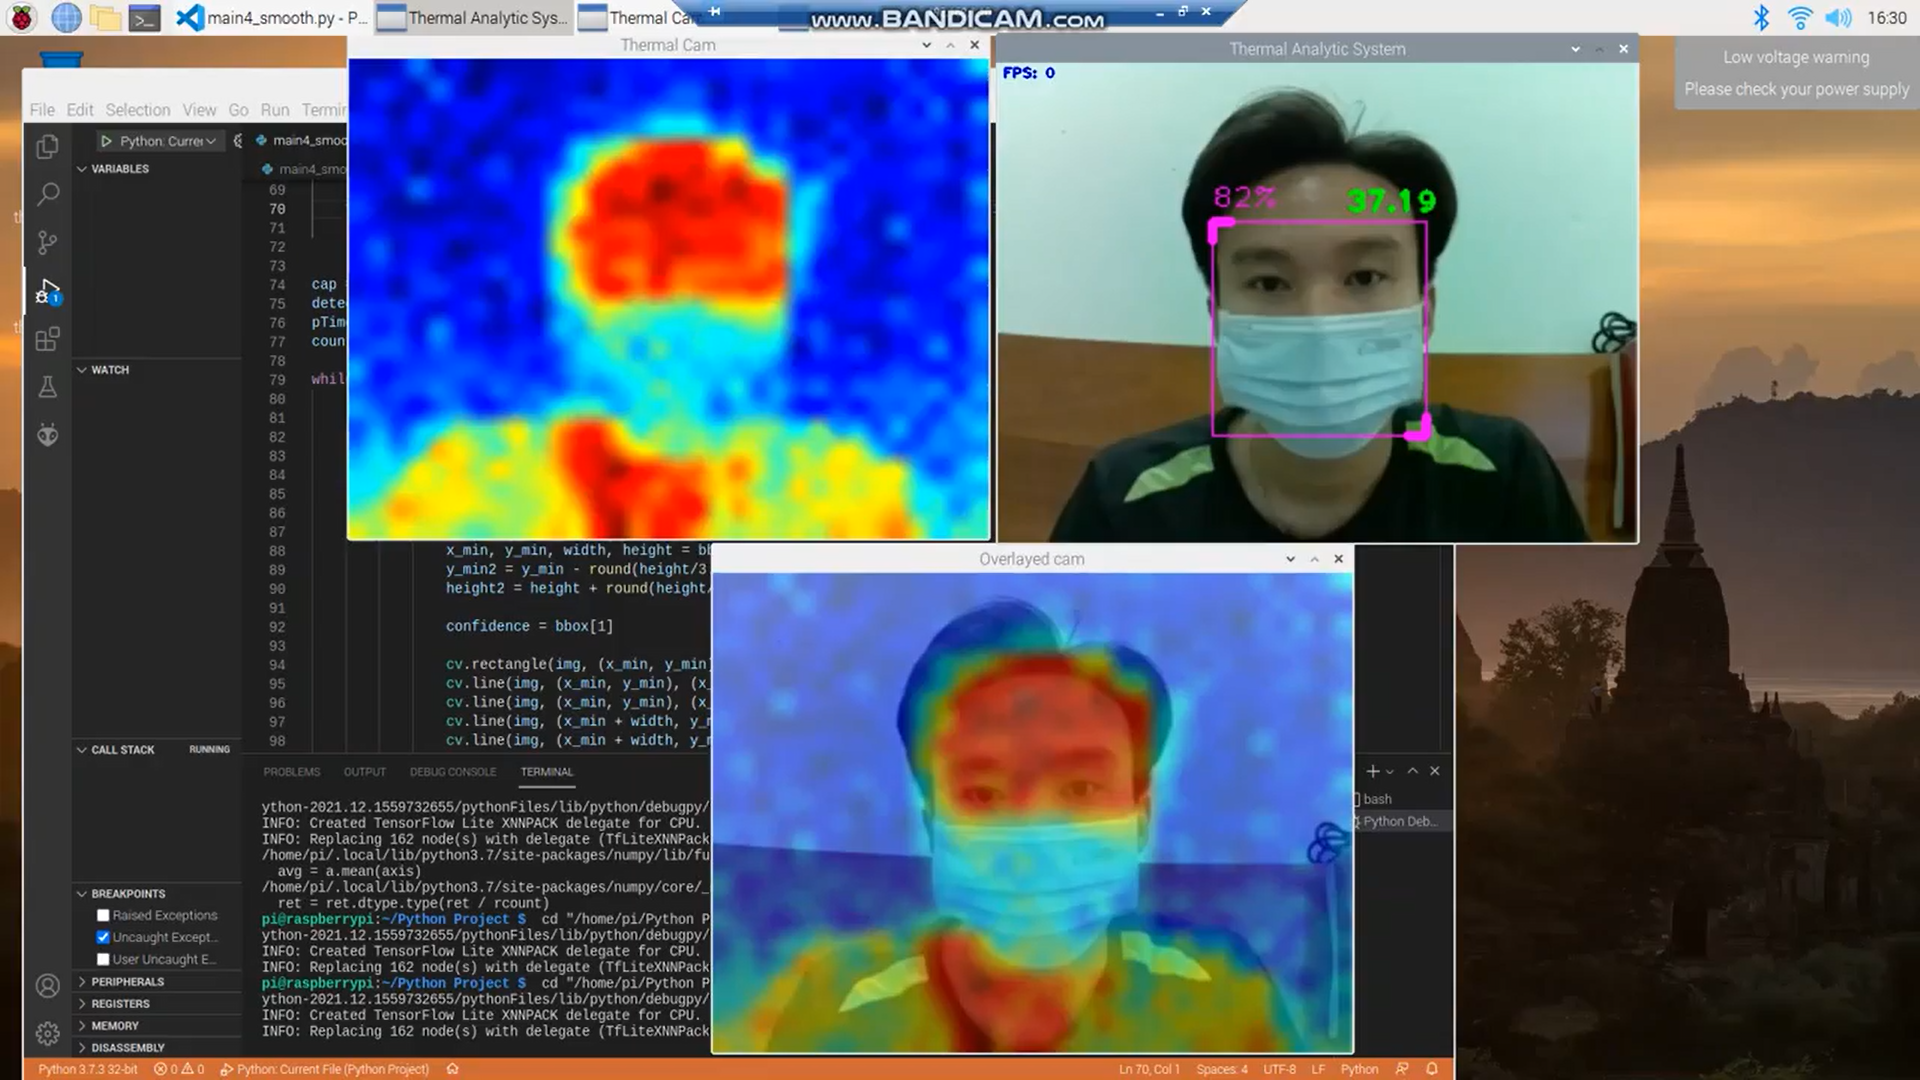 main4_smooth.py - P...
Thermal Analytic Sys...
Thermal Ca
www.BANDICAM.com
16:30
Low voltage warning
Please check your power supply
Thermal Cam
Thermal Analytic System
FPS: 0
82%
37.19
File Edit Selection View Go Run Termin
Python: Currer
main4_smoo
main4_smo
VARIABLES
WATCH
CALL STACK
RUNNING
BREAKPOINTS
Raised Exceptions
Uncaught Except...
User Uncaught E...
PERIPHERALS
REGISTERS
MEMORY
DISASSEMBLY
1
69
70
71
72
73
74 cap
75 dete
76 pTim
77 coun
78
79 whil
80
81
82
83
84
85
86
87
88 x_min, y_min, width, height = bb
89 y_min2 = y_min - round(height/3
90 height2 = height + round(height/
91
92 confidence = bbox[1]
93
94 cv.rectangle(img, (x_min, y_min)
95 cv.line(img, (x_min, y_min), (x_
96 cv.line(img, (x_min, y_min), (x_
97 cv.line(img, (x_min + width, y_m
98 cv.line(img, (x_min + width, y_m
Overlayed cam
PROBLEMS OUTPUT DEBUG CONSOLE TERMINAL
ython-2021.12.1559732655/pythonFiles/lib/python/debugpy/
INFO: Created TensorFlow Lite XNNPACK delegate for CPU.
INFO: Replacing 162 node(s) with delegate (TfLiteXNNPack
/home/pi/.local/lib/python3.7/site-packages/numpy/lib/fu
avg = a.mean(axis)
/home/pi/.local/lib/python3.7/site-packages/numpy/core/_
ret = ret.dtype.type(ret / rcount)
pi@raspberrypi:~/Python Project $ cd "/home/pi/Python P
ython-2021.12.1559732655/pythonFiles/lib/python/debugpy/
INFO: Created TensorFlow Lite XNNPACK delegate for CPU.
INFO: Replacing 162 node(s) with delegate (TfLiteXNNPack
pi@raspberrypi:~/Python Project $ cd "/home/pi/Python P
ython-2021.12.1559732655/pythonFiles/lib/python/debugpy/
INFO: Created TensorFlow Lite XNNPACK delegate for CPU.
INFO: Replacing 162 node(s) with delegate (TfLiteXNNPack
bash
Python Deb...
Python 3.7.3 32-bit
0
0
Python: Current File (Python Project)
Ln 70, Col 1
Spaces: 4
UTF-8
LF
Python